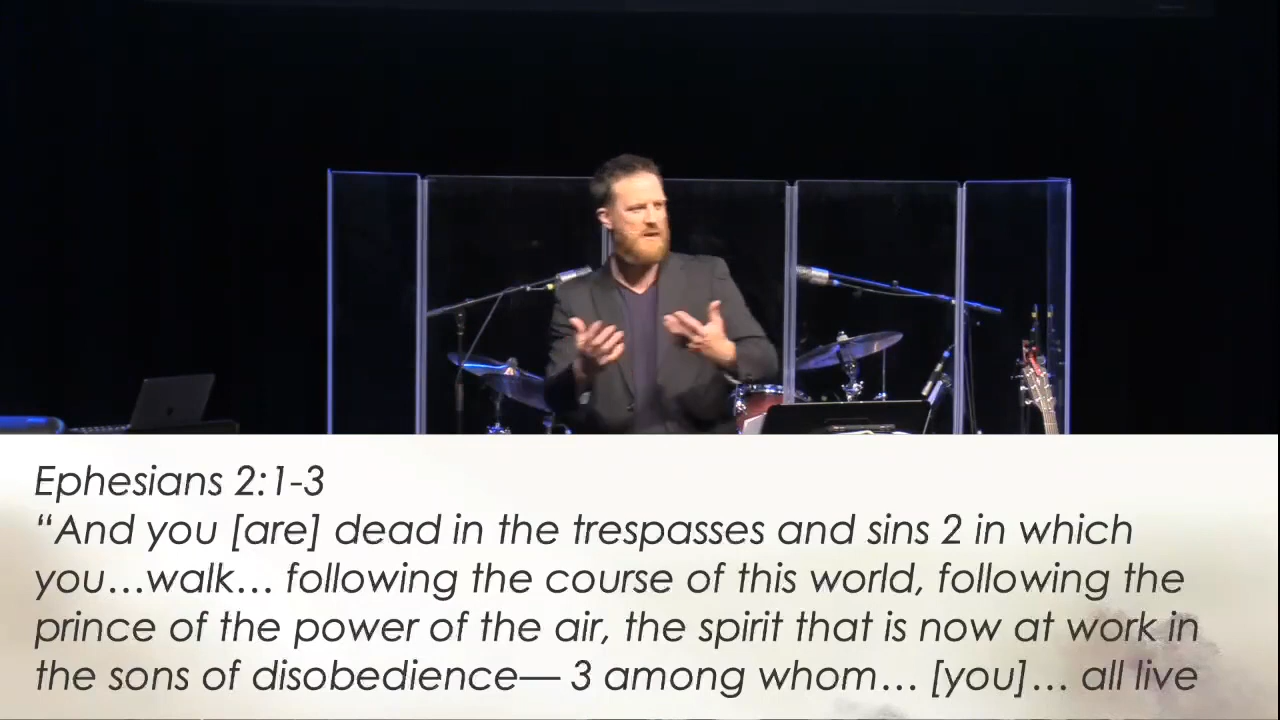 Ephesians 2:1-3
“And you [are] dead in the trespasses and sins 2 in which
you…walk… following the course of this world, following the
prince of the power of the air, the spirit that is now at work in
the sons of disobedience— 3 among whom… [you]… all live